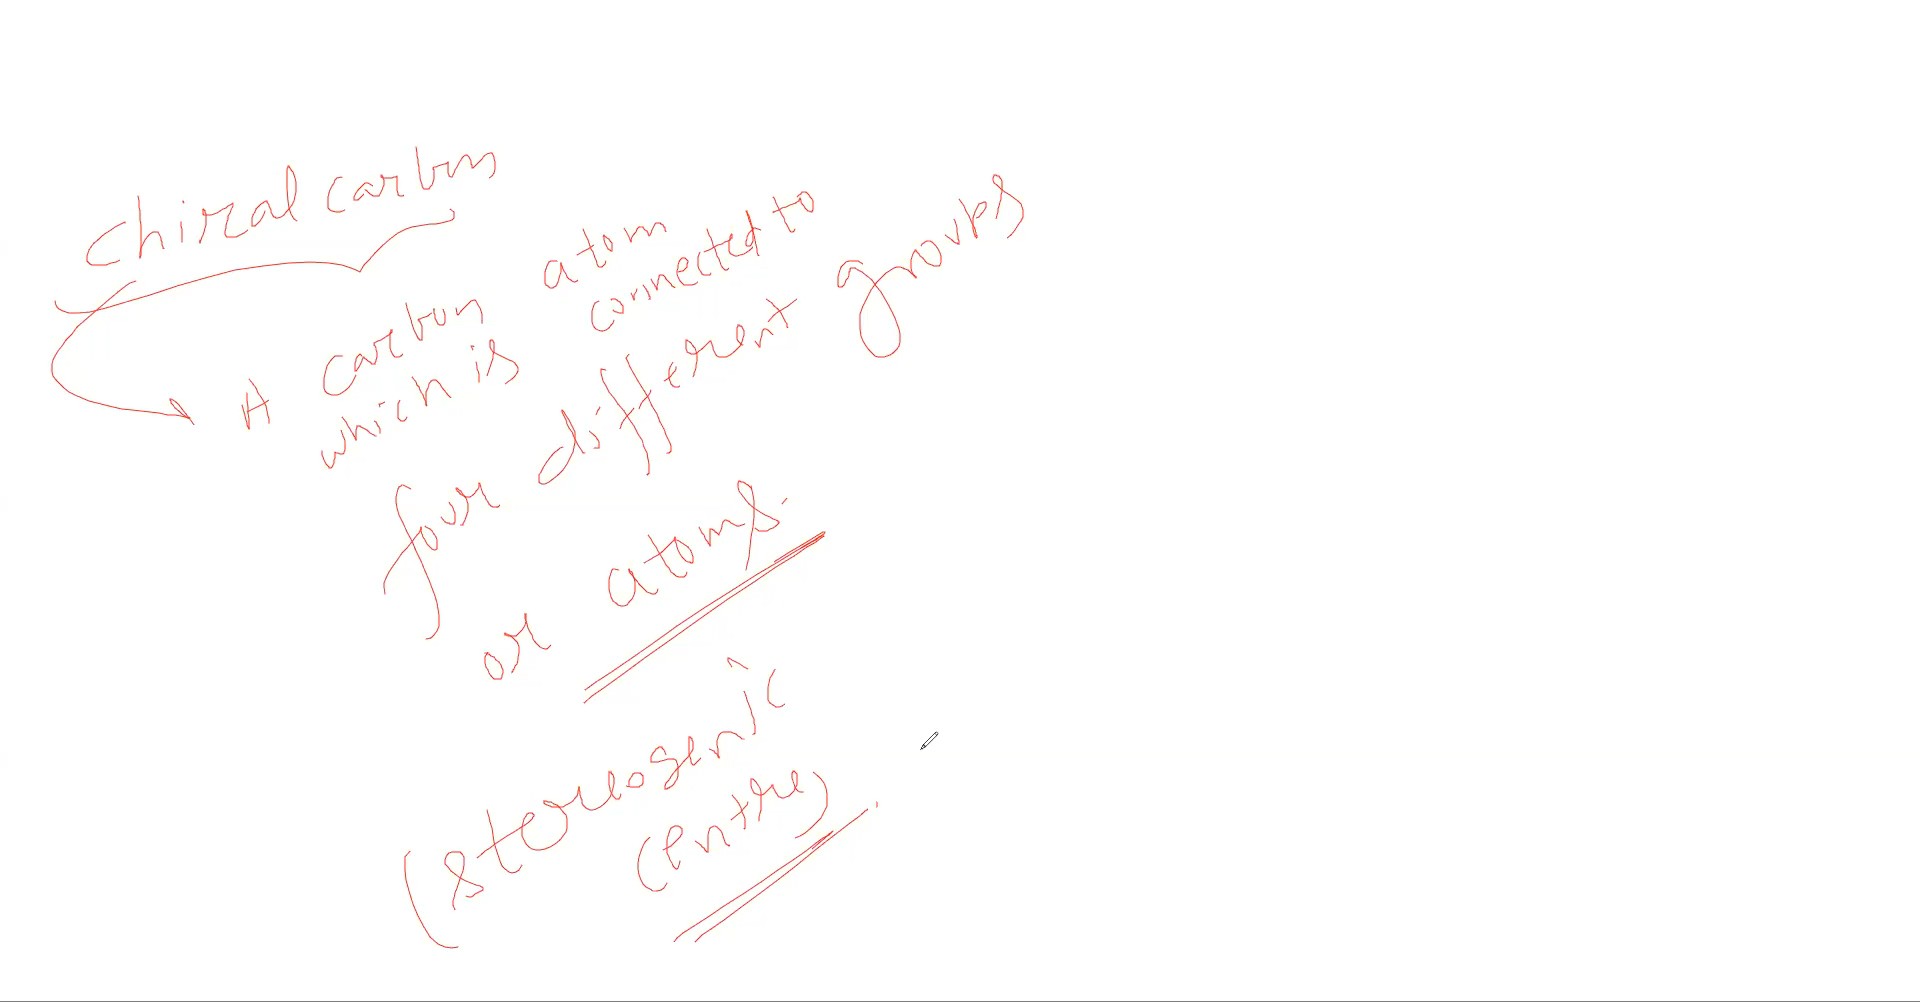 Chiral carbon
A carbon atom
which is connected to
four different groups
or atoms.
(stereogenic
Centre)